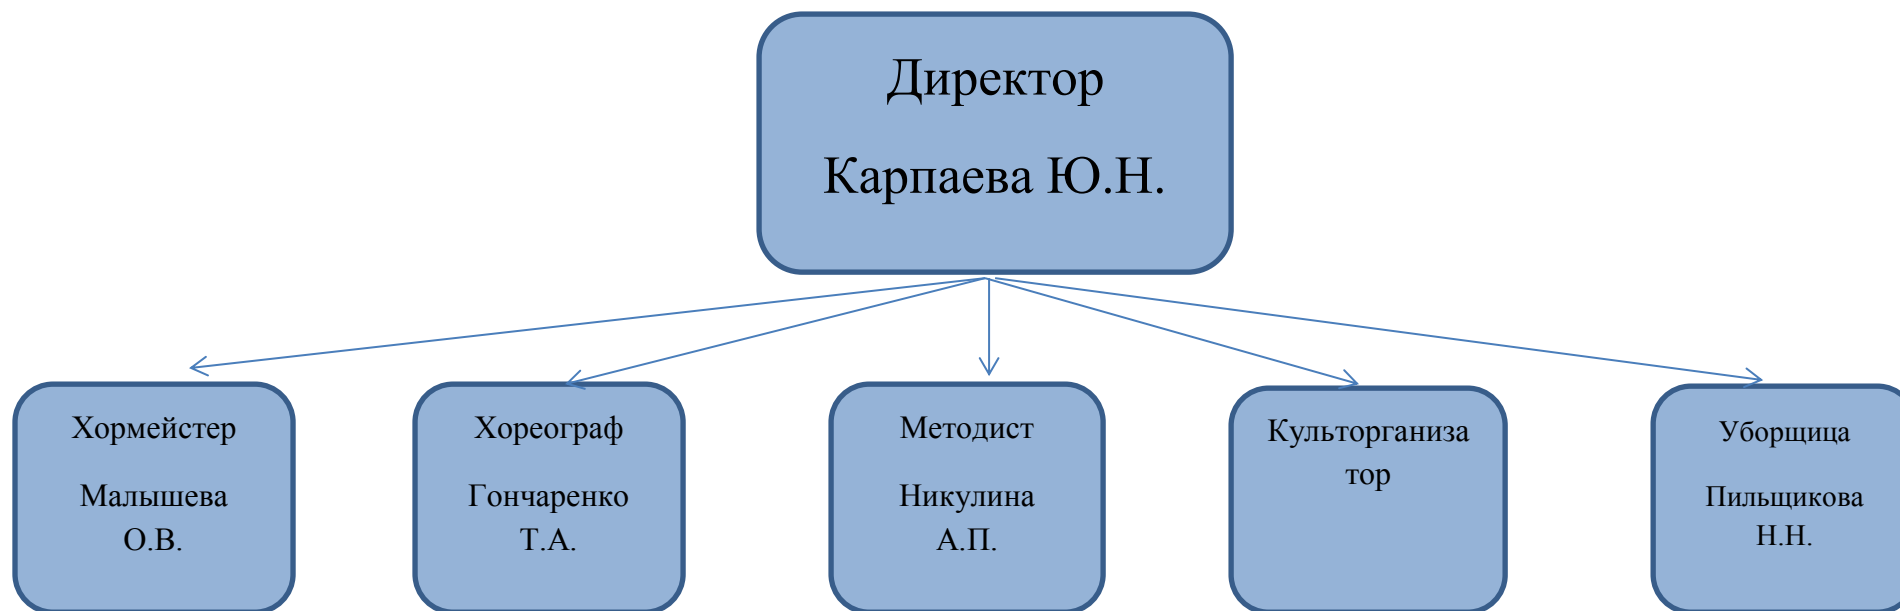 Директор
Карпаева Ю.Н.
Хормейстер
Малышева
О.В.
Хореограф
Гончаренко
Т.А.
Методист
Никулина
А.П.
Культорганиза
тор
Уборщица
Пильщикова
Н.Н.